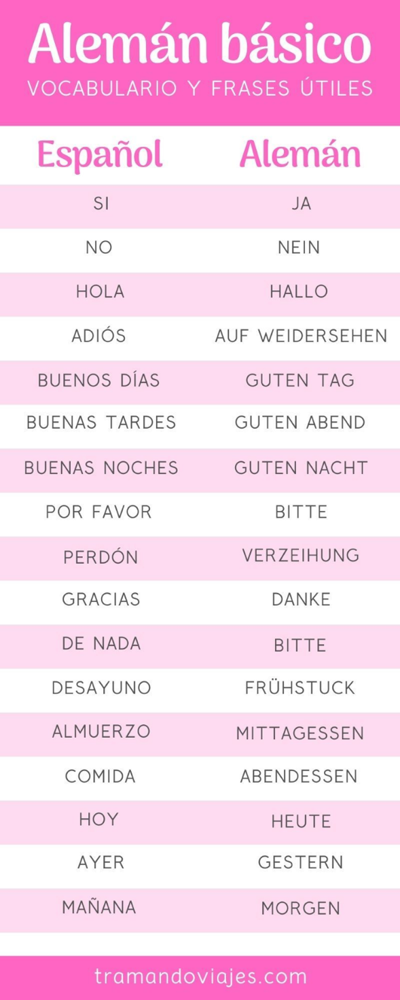 Alemán básico
VOCABULARIO Y FRASES ÚTILES
Español Alemán
SI JA
NO NEIN
HOLA HALLO
ADIÓS AUF WEIDERSEHEN
BUENOS DÍAS GUTEN TAG
BUENAS TARDES GUTEN ABEND
BUENAS NOCHES GUTEN NACHT
POR FAVOR BITTE
PERDÓN VERZEIHUNG
GRACIAS DANKE
DE NADA BITTE
DESAYUNO FRÜHSTUCK
ALMUERZO MITTAGESSEN
COMIDA ABENDESSEN
HOY HEUTE
AYER GESTERN
MAÑANA MORGEN
tramandoviajes.com